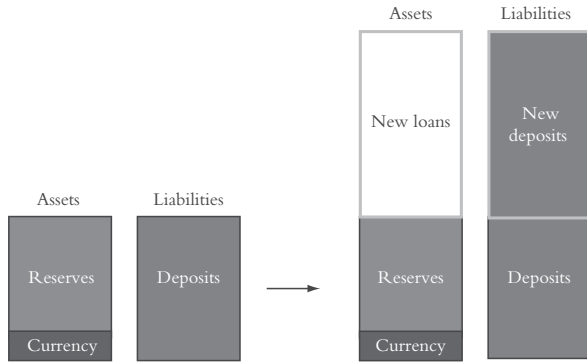 Assets
Liabilities
Reserves
Currency
Deposits
Assets
Liabilities
New loans
New
deposits
Reserves
Currency
Deposits